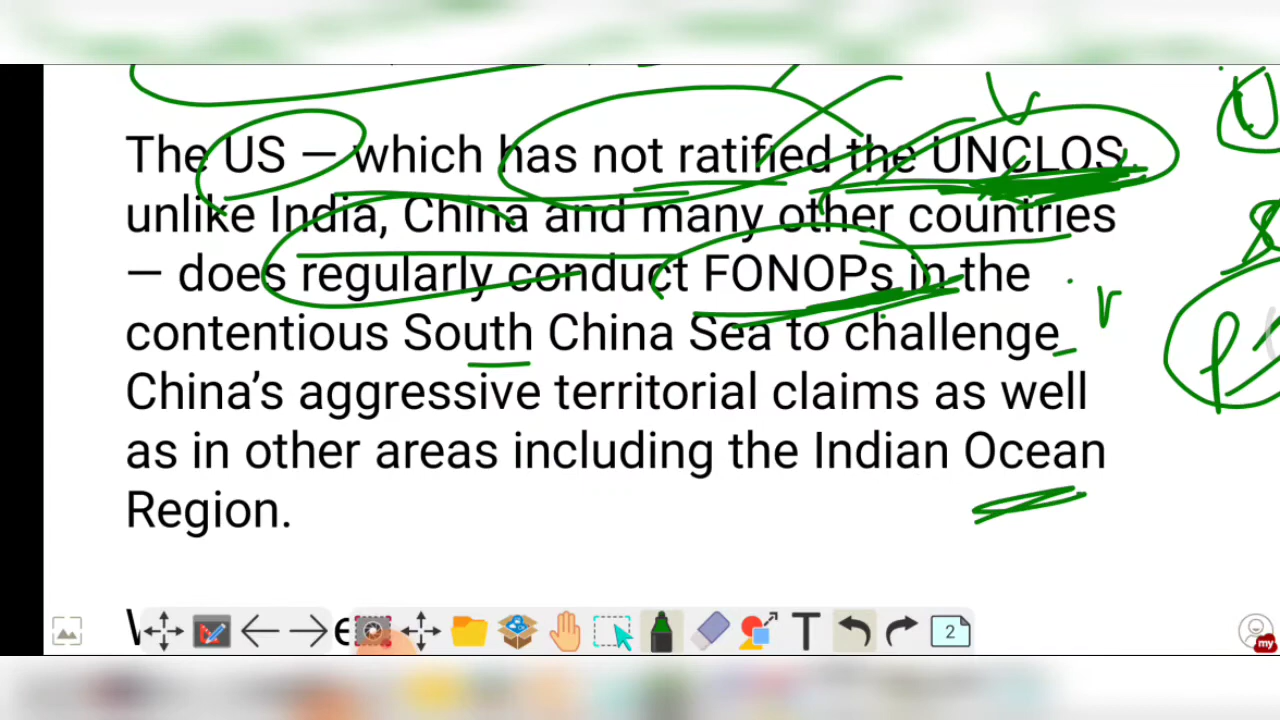 The US — which has not ratified the UNCLOS,
unlike India, China and many other countries
— does regularly conduct FONOPs in the
contentious South China Sea to challenge
China’s aggressive territorial claims as well
as in other areas including the Indian Ocean
Region.
T
2
my